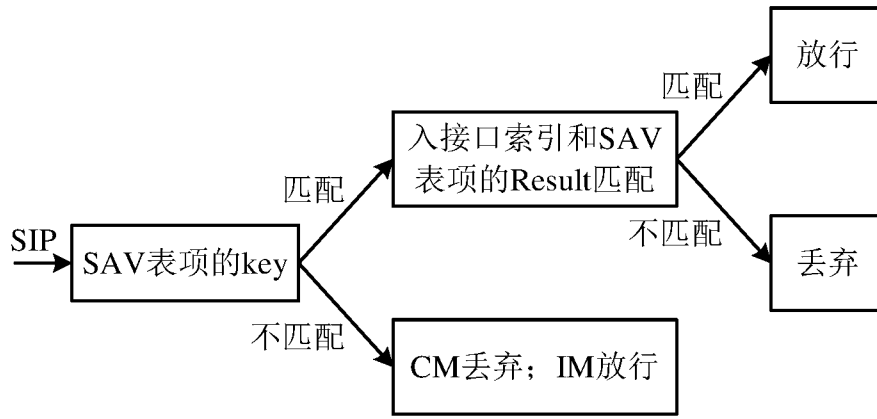 SIP
SAV表项的key
匹配
不匹配
入接口索引和SAV
表项的Result匹配
CM丢弃；IM放行
匹配
不匹配
放行
丢弃